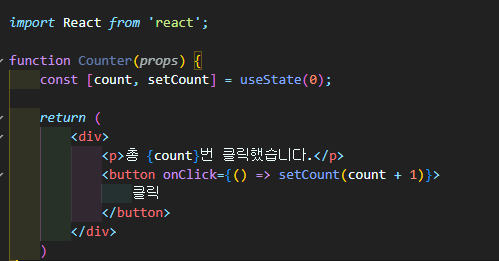 import React from 'react';
function Counter(props) {
const [count, setCount] = useState(0);
return (
<div>
<p>총 {count}번 클릭했습니다.</p>
<button onClick={() => setCount(count + 1)}>
클릭
</button>
</div>
)